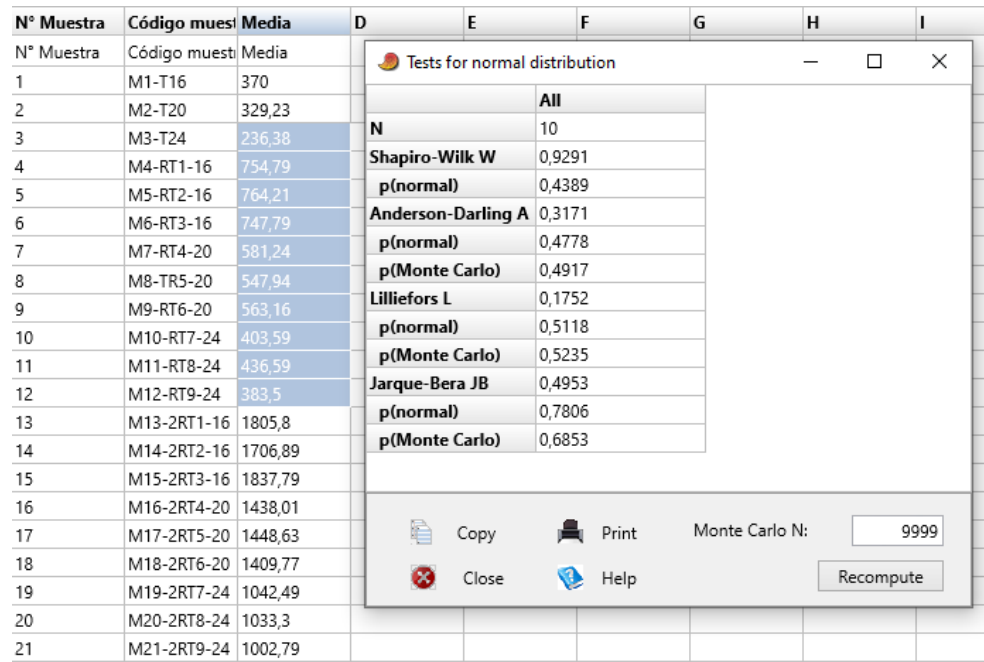 N° Muestra Código muest Media D E F G H I
N° Muestra Código muestr Media
1 M1-T16 370
2 M2-T20 329,23
3 M3-T24 236,38
4 M4-RT1-16 754,79
5 M5-RT2-16 764,21
6 M6-RT3-16 747,79
7 M7-RT4-20 581,24
8 M8-TR5-20 547,94
9 M9-RT6-20 563,16
10 M10-RT7-24 403,59
11 M11-RT8-24 436,59
12 M12-RT9-24 383,5
13 M13-2RT1-16 1805,8
14 M14-2RT2-16 1706,89
15 M15-2RT3-16 1837,79
16 M16-2RT4-20 1438,01
17 M17-2RT5-20 1448,63
18 M18-2RT6-20 1409,77
19 M19-2RT7-24 1042,49
20 M20-2RT8-24 1033,3
21 M21-2RT9-24 1002,79
Tests for normal distribution
All
N 10
Shapiro-Wilk W 0,9291
p(normal) 0,4389
Anderson-Darling A 0,3171
p(normal) 0,4778
p(Monte Carlo) 0,4917
Lilliefors L 0,1752
p(normal) 0,5118
p(Monte Carlo) 0,5235
Jarque-Bera JB 0,4953
p(normal) 0,7806
p(Monte Carlo) 0,6853
Copy Print Monte Carlo N: 9999
Close Help Recompute